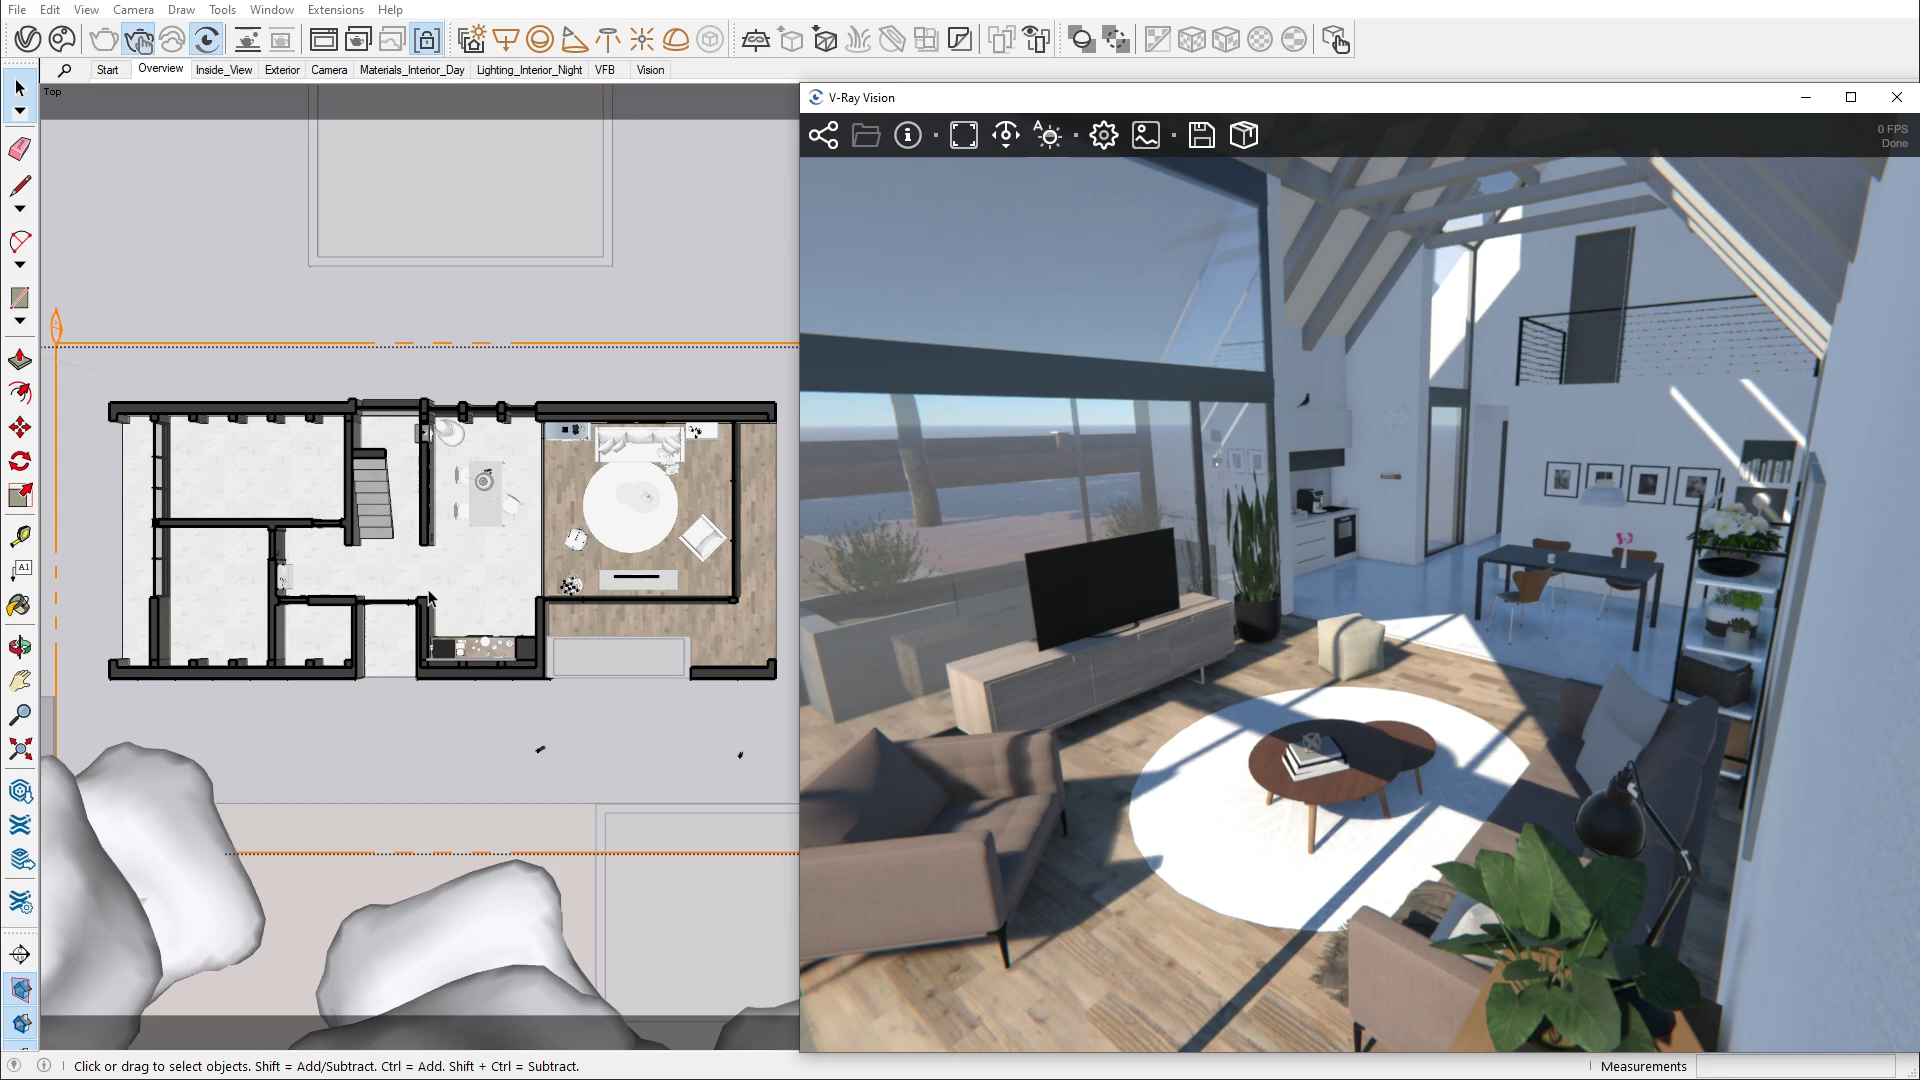 File Edit View Camera Draw Tools Window Extensions Help
Start Overview Inside_View Exterior Camera Materials_Interior_Day Lighting_Interior_Night VFB Vision
Top
V-Ray Vision
0 FPS
Done
A1
Click or drag to select objects. Shift = Add/Subtract. Ctrl = Add. Shift + Ctrl = Subtract.
Measurements